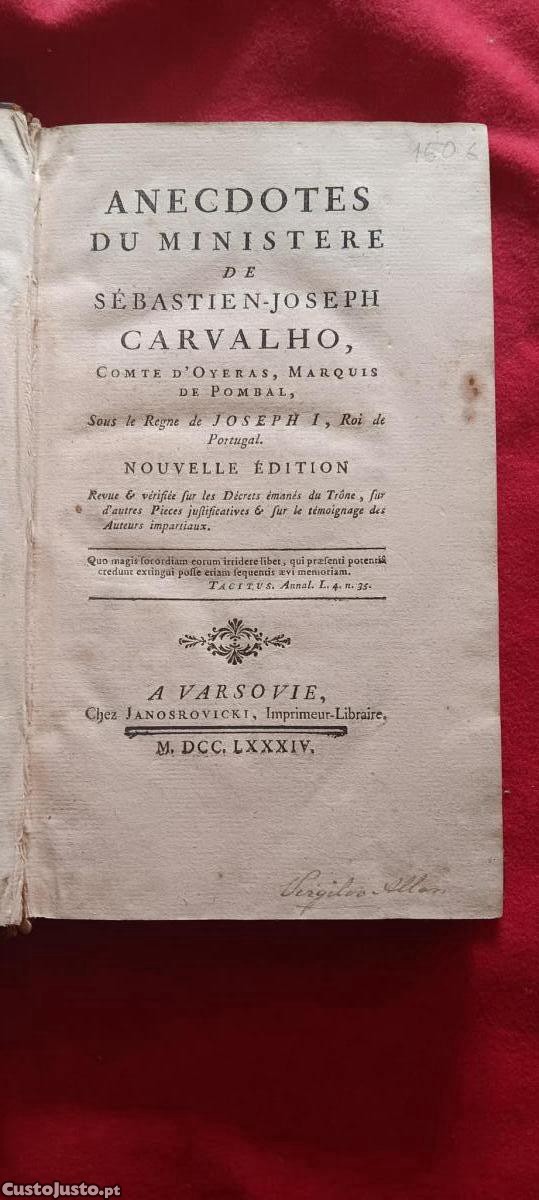 ANECDOTES
DU MINISTERE
DE
SÉBASTIEN-JOSEPH
CARVALHO,
COMTE D'OYERAS, MARQUIS
DE POMBAL,
Sous le Regne de JOSEPH I, Roi de
Portugal.
NOUVELLE ÉDITION
Revue & vérifiée ſur les Décrets émanés du Trône, ſur
d'autres Pieces juſtificatives & ſur le témoignage des
Auteurs impartiaux.
Quo magis ſocordiam eorum irridere libet, qui præſenti potentiâ
credunt extingui poſſe etiam ſequentis ævi memoriam.
TACITUS. Annal. L. 4. n. 35.
A VARSOVIE,
Chez JANOSROVICKI, Imprimeur-Libraire,
M. DCC. LXXXIV.
CustoJusto.pt